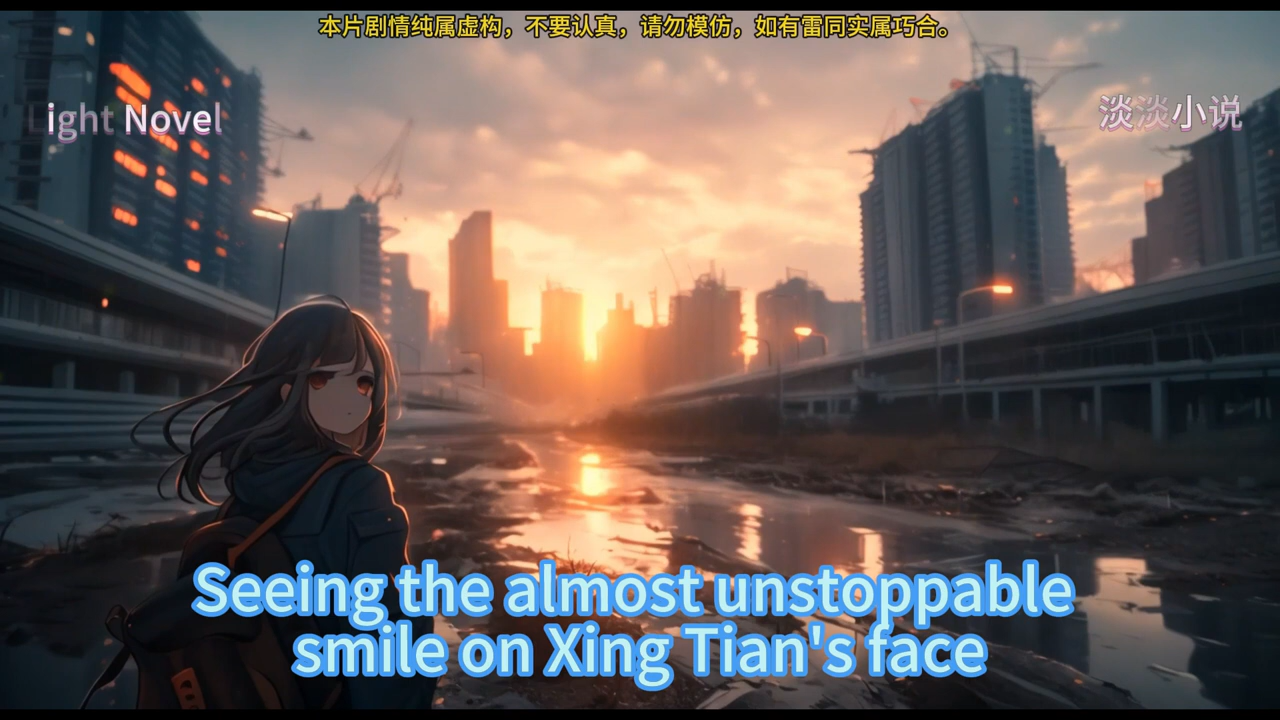 本片剧情纯属虚构，不要认真，请勿模仿，如有雷同实属巧合。
Light Novel
淡淡小说
Seeing the almost unstoppable
smile on Xing Tian's face